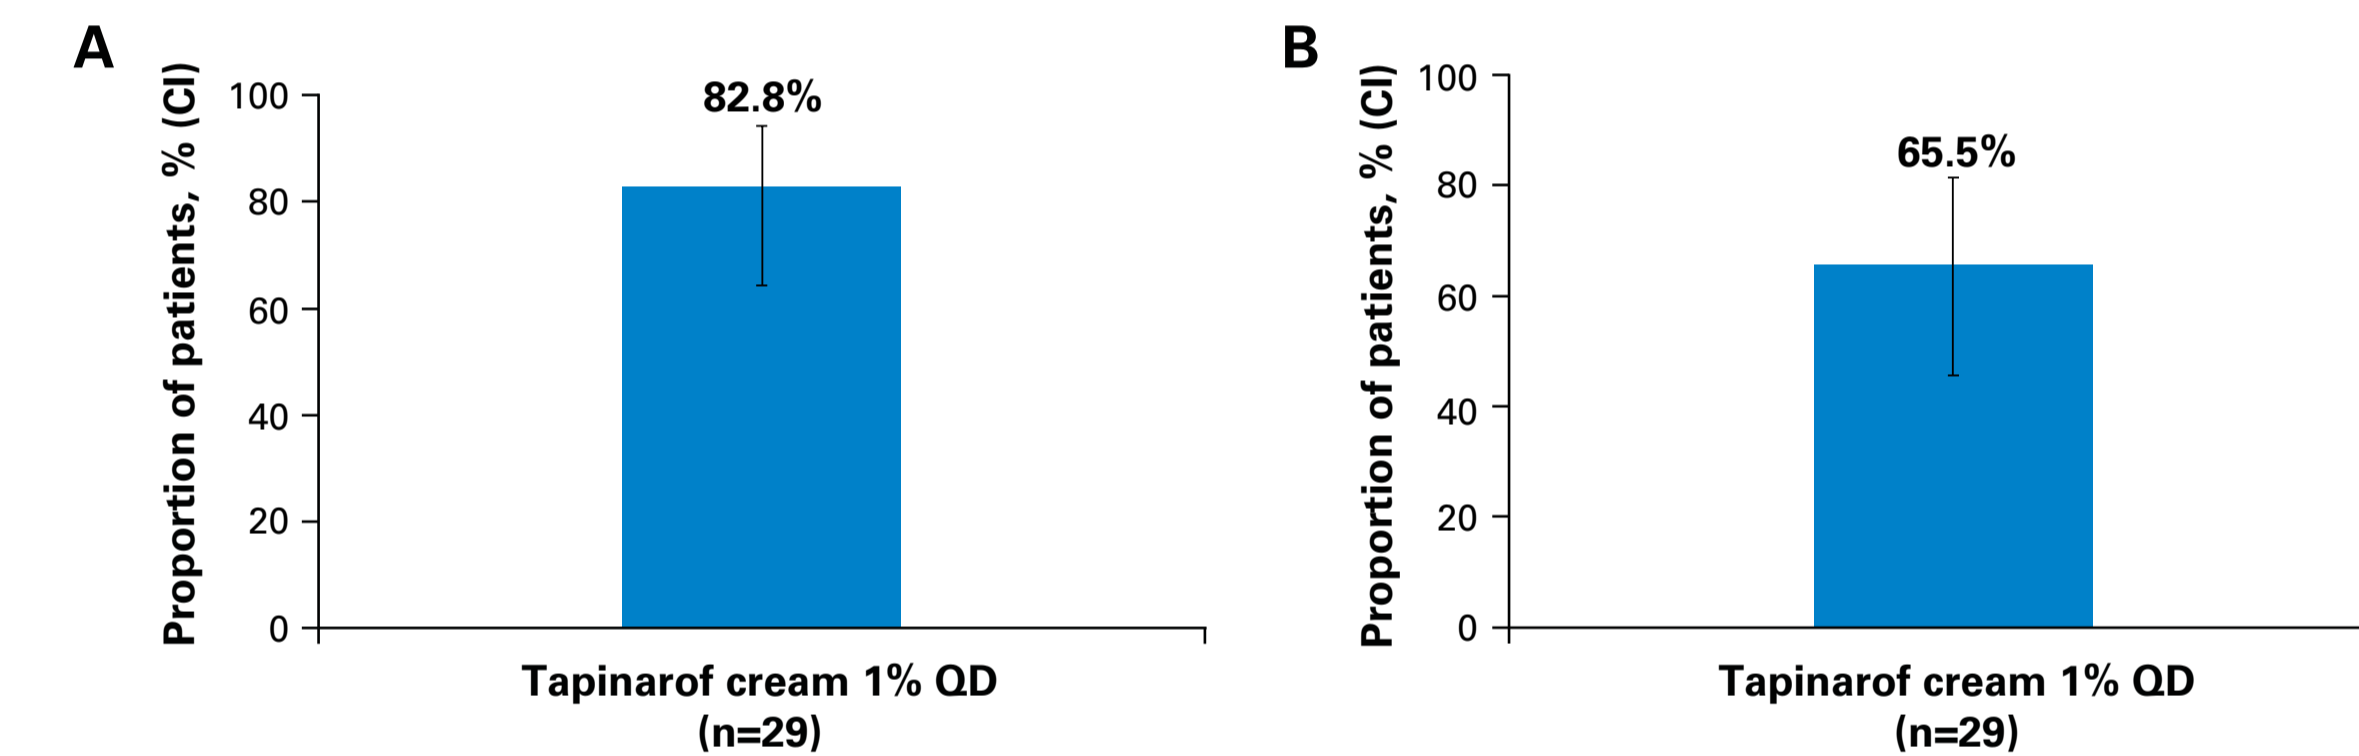 A
Proportion of patients, % (CI)
100
80
60
40
20
0
82.8%
Tapinarof cream 1% QD
(n=29)
B
Proportion of patients, % (CI)
100
80
60
40
20
0
65.5%
Tapinarof cream 1% QD
(n=29)